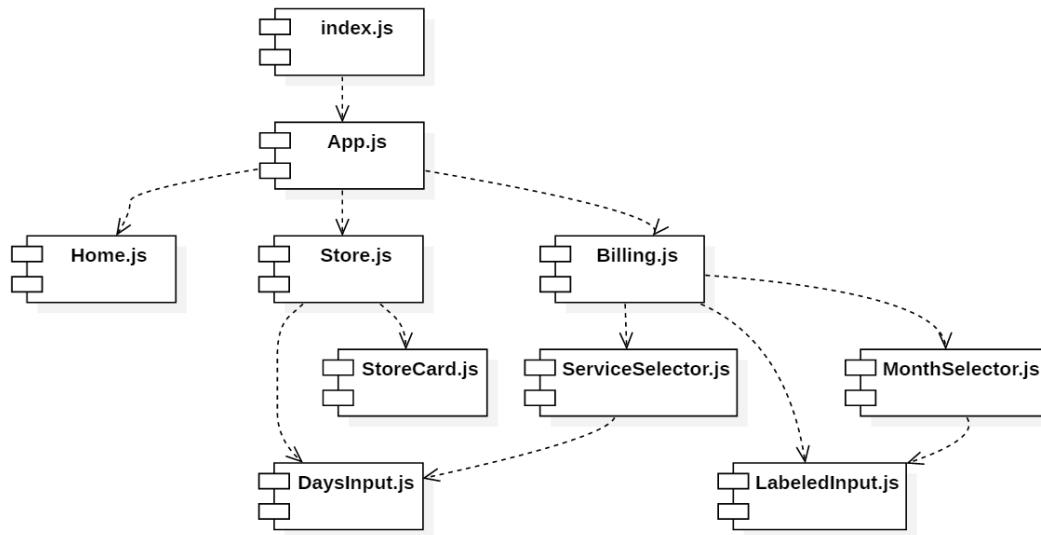 index.js
App.js
Home.js
Store.js
Billing.js
StoreCard.js
ServiceSelector.js
MonthSelector.js
DaysInput.js
LabeledInput.js